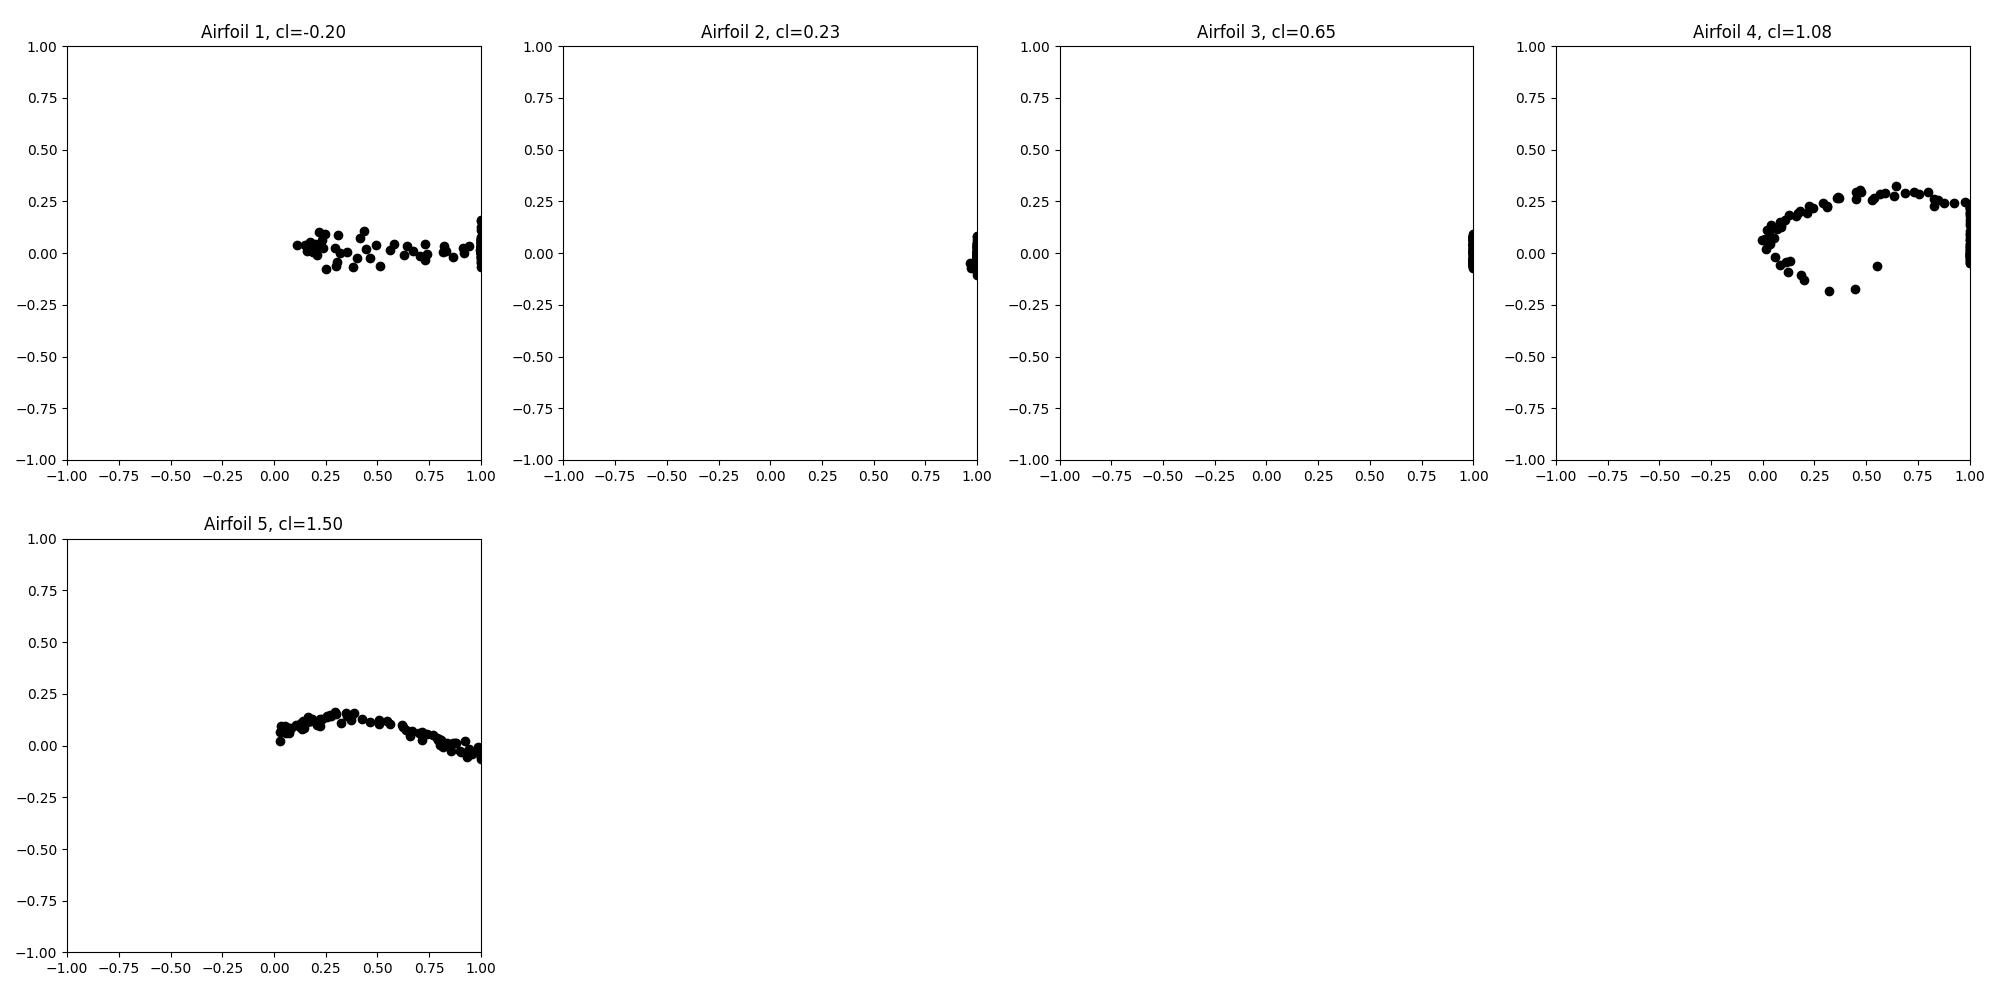 Airfoil 1, cl=-0.20
Airfoil 2, cl=0.23
Airfoil 3, cl=0.65
Airfoil 4, cl=1.08
1.00 1.00 1.00 1.00
0.75 0.75 0.75 0.75
0.50 0.50 0.50 0.50
0.25 0.25 0.25 0.25
0.00 0.00 0.00 0.00
−0.25 −0.25 −0.25 −0.25
−0.50 −0.50 −0.50 −0.50
−0.75 −0.75 −0.75 −0.75
−1.00 −1.00 −1.00 −1.00
−1.00 −0.75 −0.50 −0.25 0.00 0.25 0.50 0.75 1.00
−1.00 −0.75 −0.50 −0.25 0.00 0.25 0.50 0.75 1.00
−1.00 −0.75 −0.50 −0.25 0.00 0.25 0.50 0.75 1.00
−1.00 −0.75 −0.50 −0.25 0.00 0.25 0.50 0.75 1.00
Airfoil 5, cl=1.50
1.00
0.75
0.50
0.25
0.00
−0.25
−0.50
−0.75
−1.00
−1.00 −0.75 −0.50 −0.25 0.00 0.25 0.50 0.75 1.00